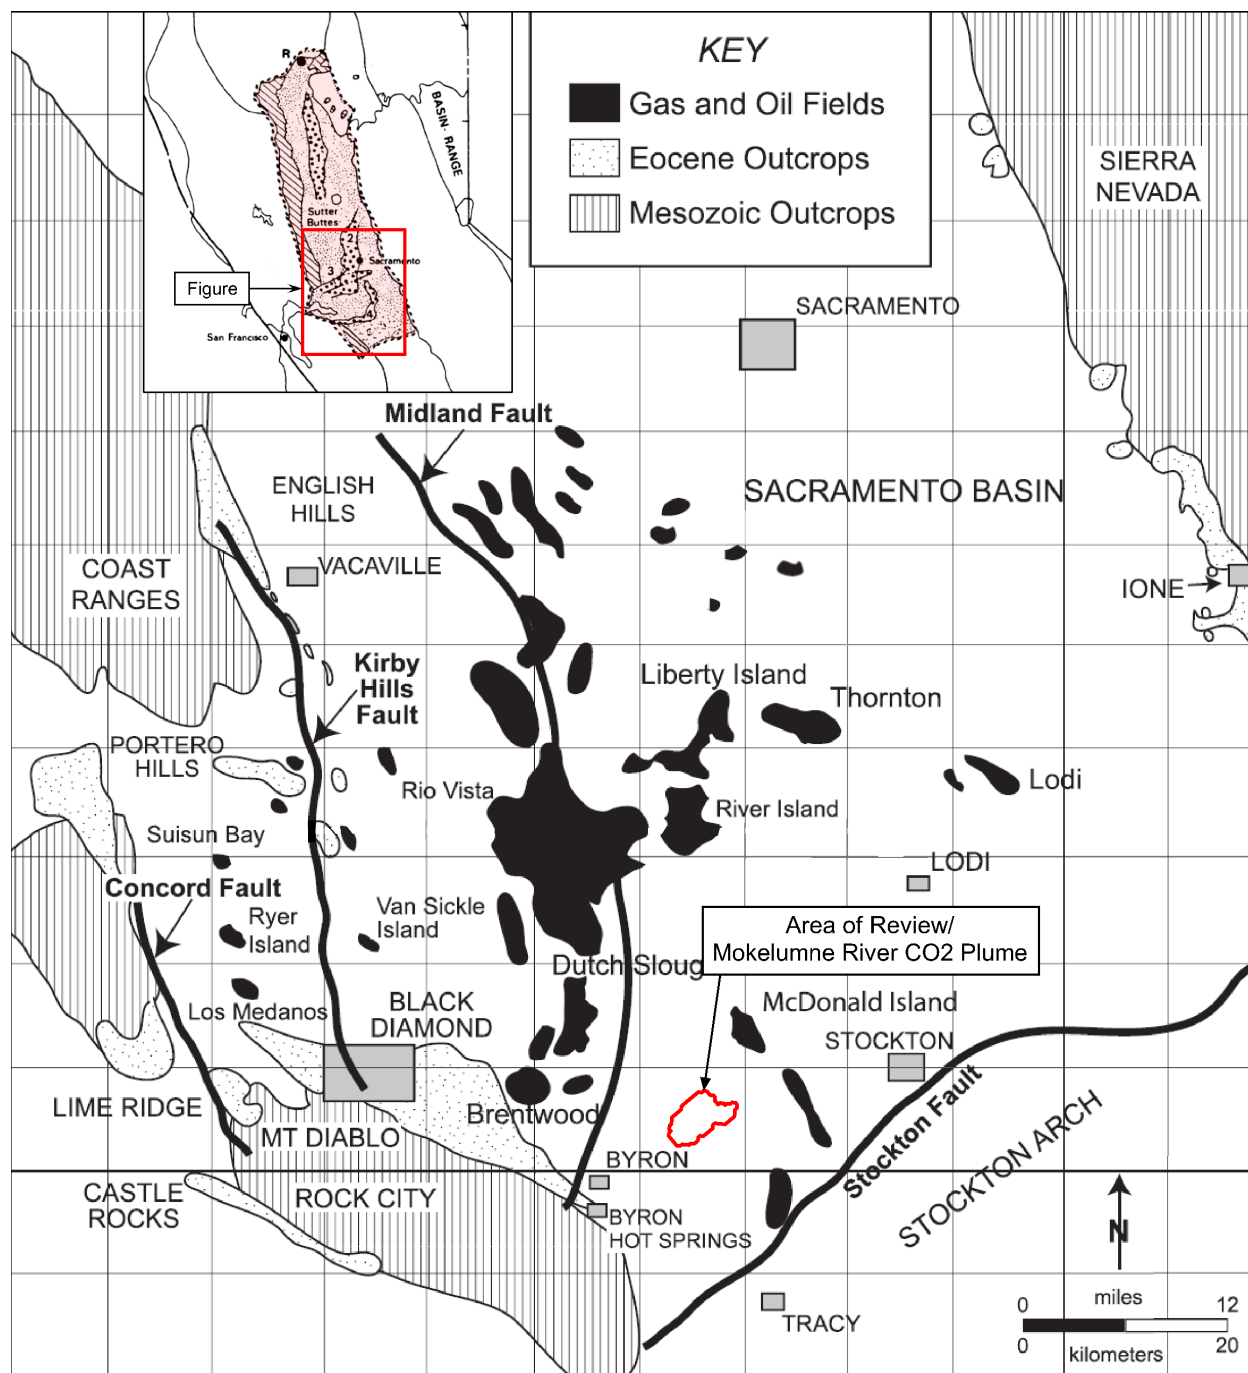 R
BASIN-RANGE
1
Sutter
Buttes
2
3
Sacramento
4
San Francisco
Figure
KEY
Gas and Oil Fields
Eocene Outcrops
Mesozoic Outcrops
SIERRA
NEVADA
SACRAMENTO
Midland Fault
ENGLISH
HILLS
SACRAMENTO BASIN
VACAVILLE
COAST
RANGES
IONE
Kirby
Hills
Fault
Liberty Island
Thornton
PORTERO
HILLS
Rio Vista
Lodi
River Island
Suisun Bay
LODI
Concord Fault
Ryer
Island
Van Sickle
Island
Area of Review/
Mokelumne River CO2 Plume
Dutch Sloug
Los Medanos
BLACK
DIAMOND
McDonald Island
STOCKTON
LIME RIDGE
Brentwood
MT DIABLO
Stockton Fault
STOCKTON ARCH
BYRON
CASTLE
ROCKS
ROCK CITY
BYRON
HOT SPRINGS
N
TRACY
0 miles 12
0 kilometers 20